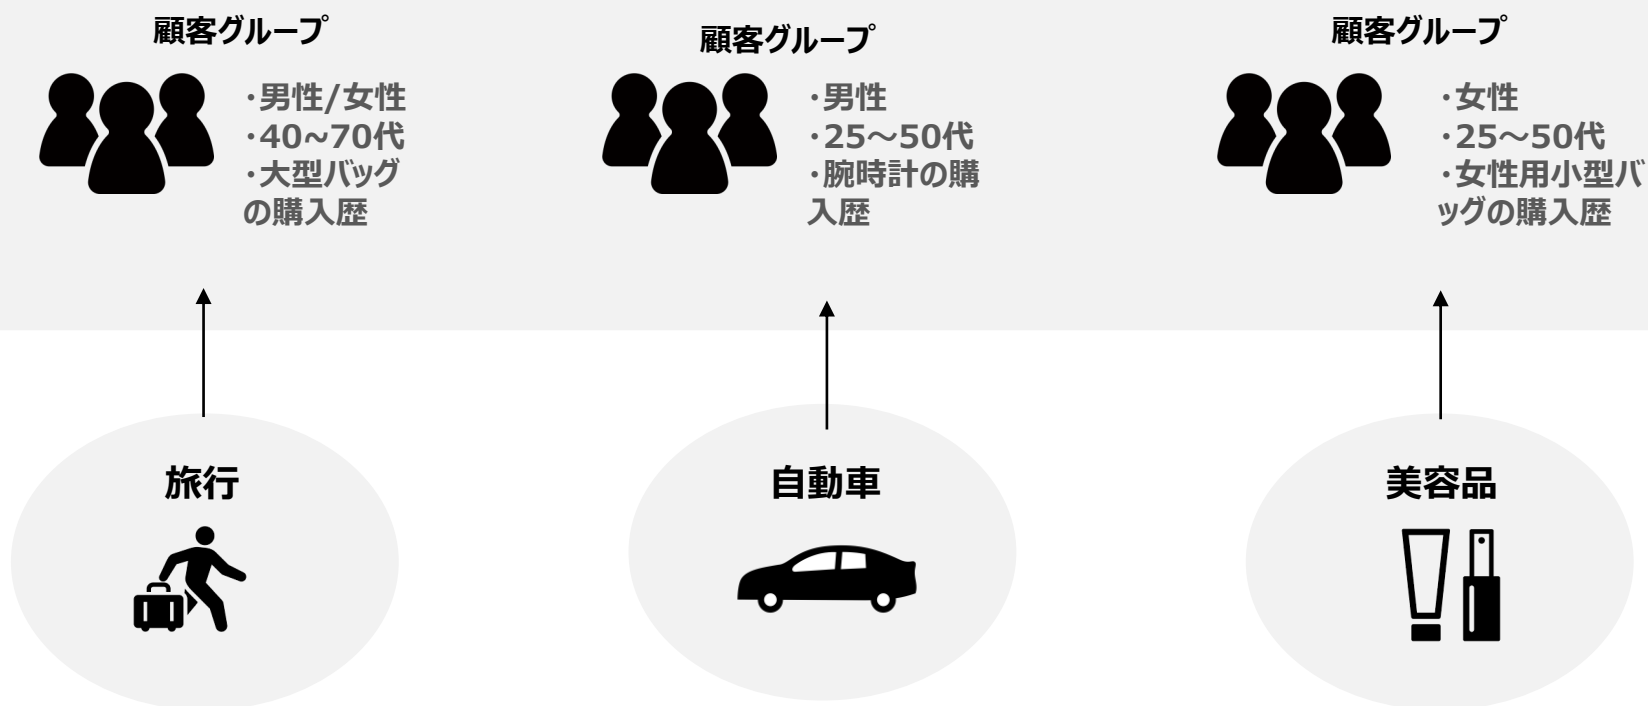 顧客グループ
・男性/女性
・40~70代
・大型バッグ
の購入歴
顧客グループ
・男性
・25～50代
・腕時計の購
入歴
顧客グループ
・女性
・25～50代
・女性用小型バ
ッグの購入歴
旅行
自動車
美容品